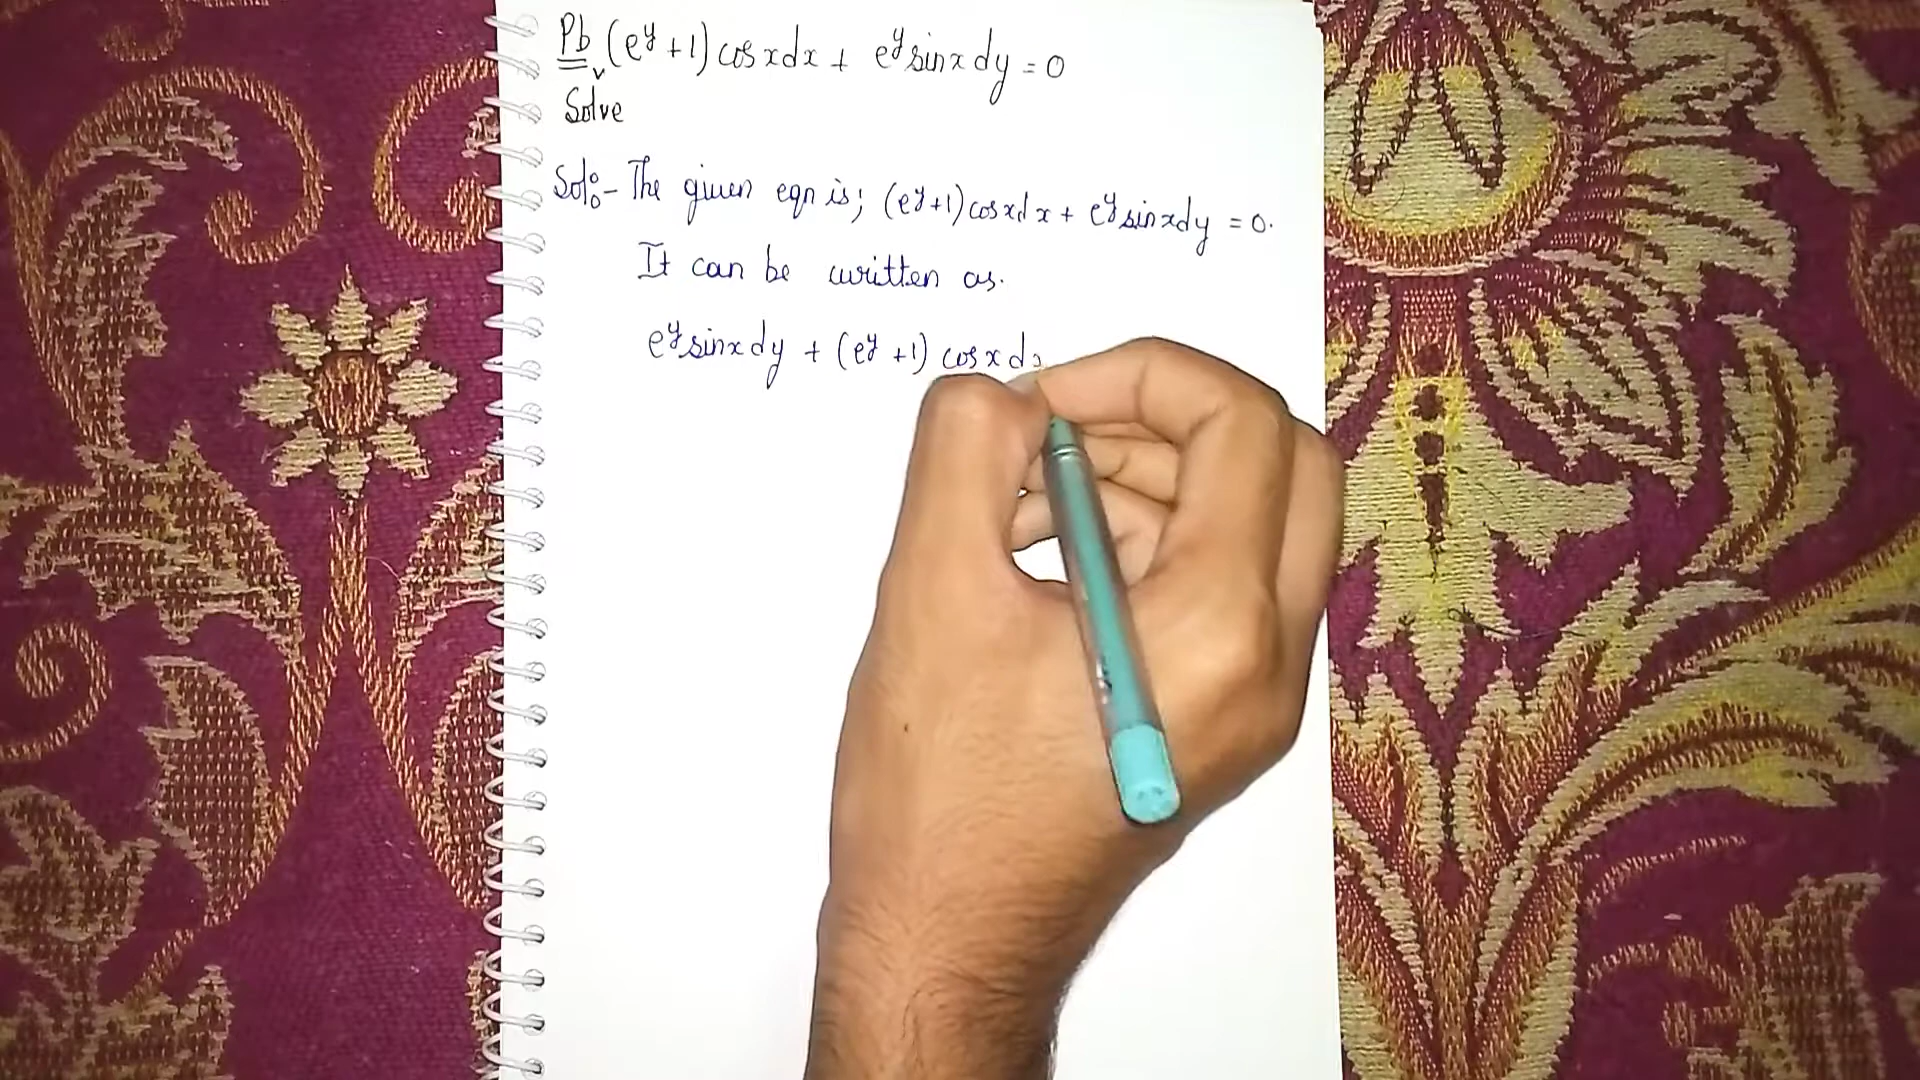 Pb (e^y + 1) cos x dx + e^y sin x dy = 0
Solve
Sol:- The given eqn is; (e^y + 1) cos x dx + e^y sin x dy = 0.
It can be written as.
e^y sin x dy + (e^y + 1) cos x d